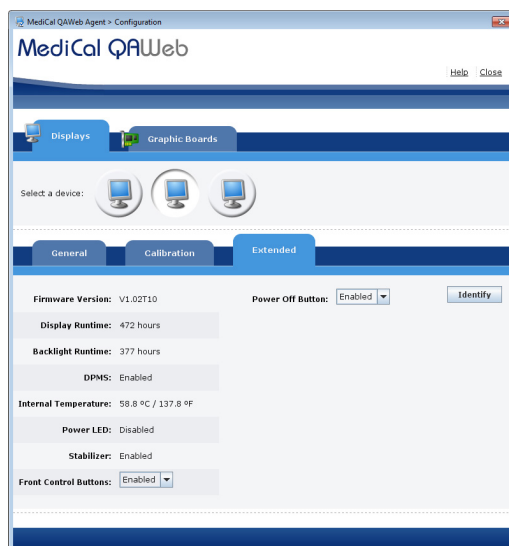 MediCal QAWeb Agent > Configuration
MediCal QAWeb
Help Close
Displays Graphic Boards
Select a device:
General Calibration Extended
Firmware Version: V1.02T10 Power Off Button: Enabled Identify
Display Runtime: 472 hours
Backlight Runtime: 377 hours
DPMS: Enabled
Internal Temperature: 58.8 ºC / 137.8 ºF
Power LED: Disabled
Stabilizer: Enabled
Front Control Buttons: Enabled